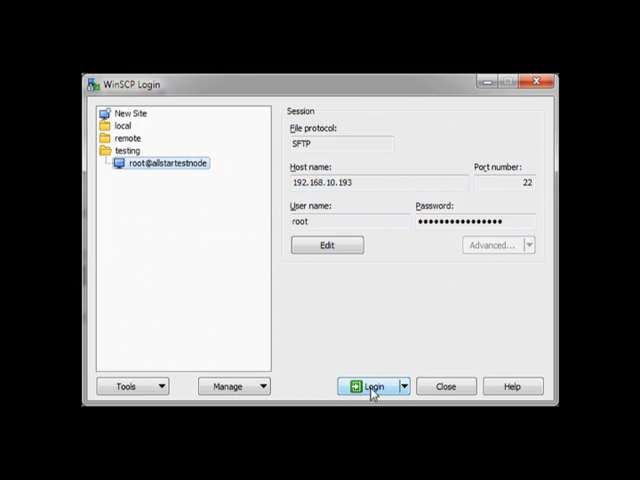 WinSCP Login
New Site
local
remote
testing
root@allstartestnode
Session
File protocol:
SFTP
Host name:
Port number:
192.168.10.193
22
User name:
Password:
root
••••••••••••••••
Edit
Advanced...
Tools
Manage
Login
Close
Help